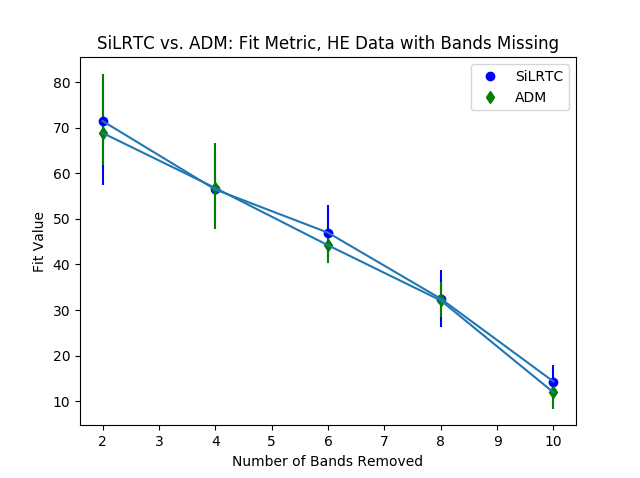 SiLRTC vs. ADM: Fit Metric, HE Data with Bands Missing
SiLRTC
ADM
Fit Value
80
70
60
50
40
30
20
10
2 3 4 5 6 7 8 9 10
Number of Bands Removed